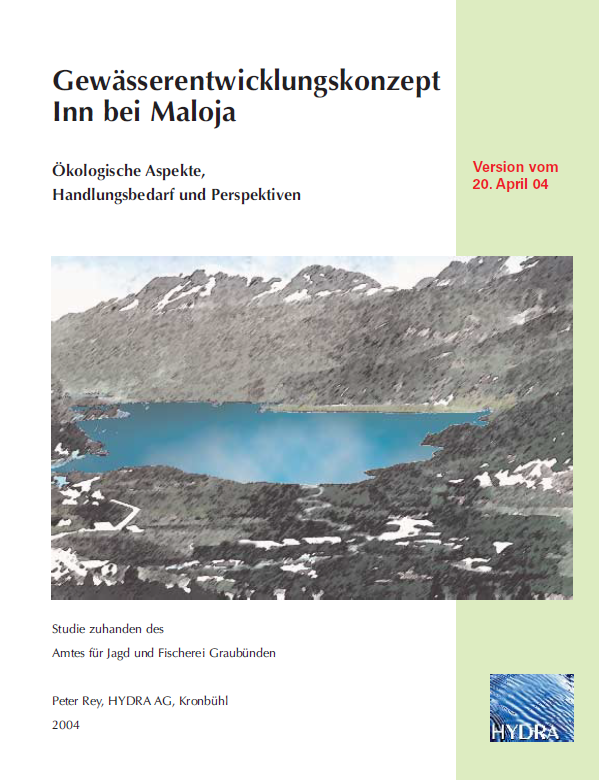 Gewässerentwicklungskonzept
Inn bei Maloja
Ökologische Aspekte,
Handlungsbedarf und Perspektiven
Version vom
20. April 04
Studie zuhanden des
Amtes für Jagd und Fischerei Graubünden
Peter Rey, HYDRA AG, Kronbühl
2004
HYDRA